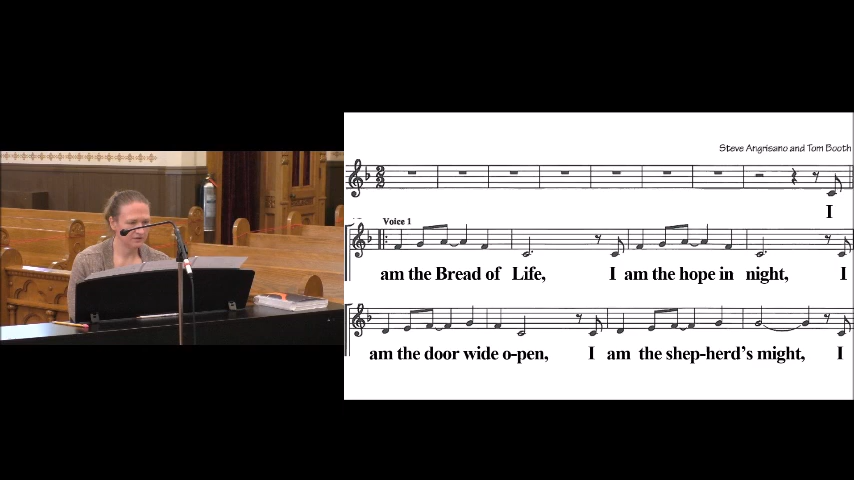 Steve Angrisano and Tom Booth
I
Voice 1
am the Bread of Life, I am the hope in night, I
am the door wide o-pen, I am the shep-herd's might, I